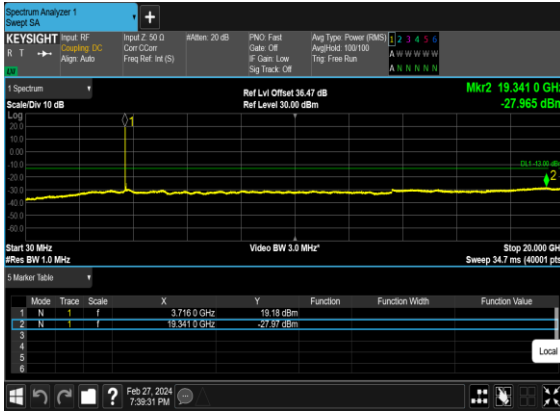 Spectrum Analyzer 1
Swept SA
+
KEYSIGHT Input: RF Input Z: 50 Ω #Atten: 20 dB PNO: Fast Avg Type: Power (RMS) 1 2 3 4 5 6
R T Coupling: DC Corr CCorr Gate: Off Avg|Hold: 100/100 A W W W W W
Align: Auto Freq Ref: Int (S) IF Gain: Low Trig: Free Run
Sig Track: Off A N N N N N
1 Spectrum Ref Lvl Offset 36.47 dB Mkr2 19.341 0 GHz
Scale/Div 10 dB Ref Level 30.00 dBm -27.965 dBm
Log
20.0
10.0
0.00
-10.0
-20.0
-30.0
-40.0
-50.0
-60.0
1
DL1 -13.00 dBm
2
Start 30 MHz Video BW 3.0 MHz* Stop 20.000 GHz
#Res BW 1.0 MHz Sweep 34.7 ms (40001 pts)
5 Marker Table
Mode Trace Scale X Y Function Function Width Function Value
1 N 1 f 3.716 0 GHz 19.18 dBm
2 N 1 f 19.341 0 GHz -27.97 dBm
3
4
5
6
Local
? Feb 27, 2024
7:39:31 PM